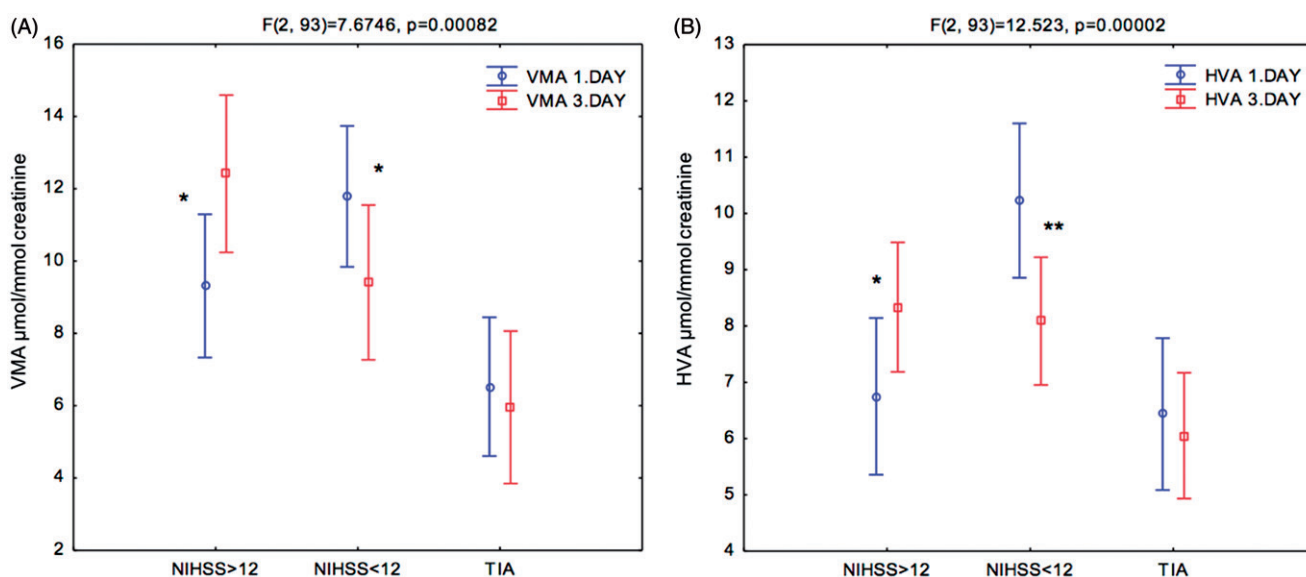 (A)
F(2, 93)=7.6746, p=0.00082
16
14
12
10
8
6
4
2
VMA µmol/mmol creatinine
VMA 1.DAY
VMA 3.DAY
*
*
NIHSS>12
NIHSS<12
TIA
(B)
F(2, 93)=12.523, p=0.00002
13
12
11
10
9
8
7
6
5
4
HVA µmol/mmol creatinine
HVA 1.DAY
HVA 3.DAY
*
**
NIHSS>12
NIHSS<12
TIA